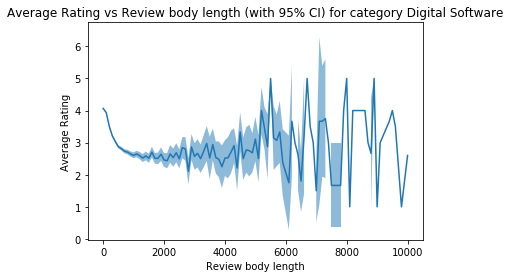 Average Rating vs Review body length (with 95% CI) for category Digital Software
6
5
4
3
2
1
0
Average Rating
0 2000 4000 6000 8000 10000
Review body length